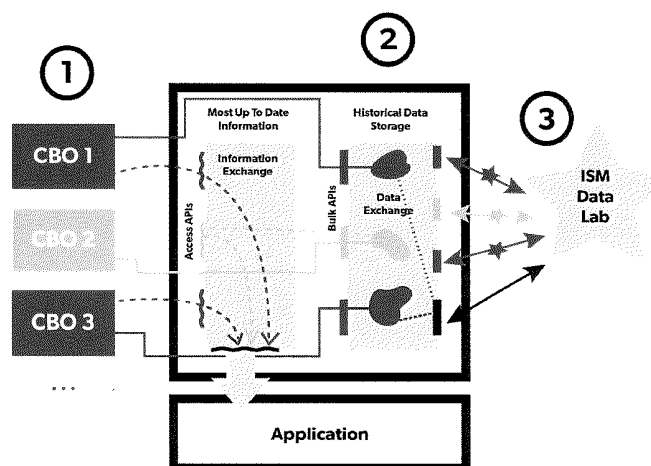 1
2
3
CBO 1
CBO 2
CBO 3
...
Most Up To Date
Information
Historical Data
Storage
Information
Exchange
Access APIs
Bulk APIs
Data
Exchange
ISM
Data
Lab
Application